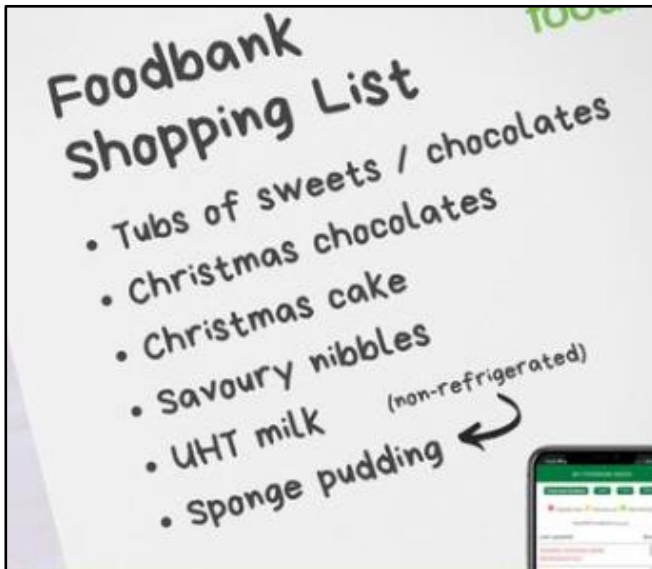 Foodbank
Shopping List
• Tubs of sweets / chocolates
• Christmas chocolates
• Christmas cake
• Savoury nibbles
• UHT milk
(non-refrigerated)
• Sponge pudding